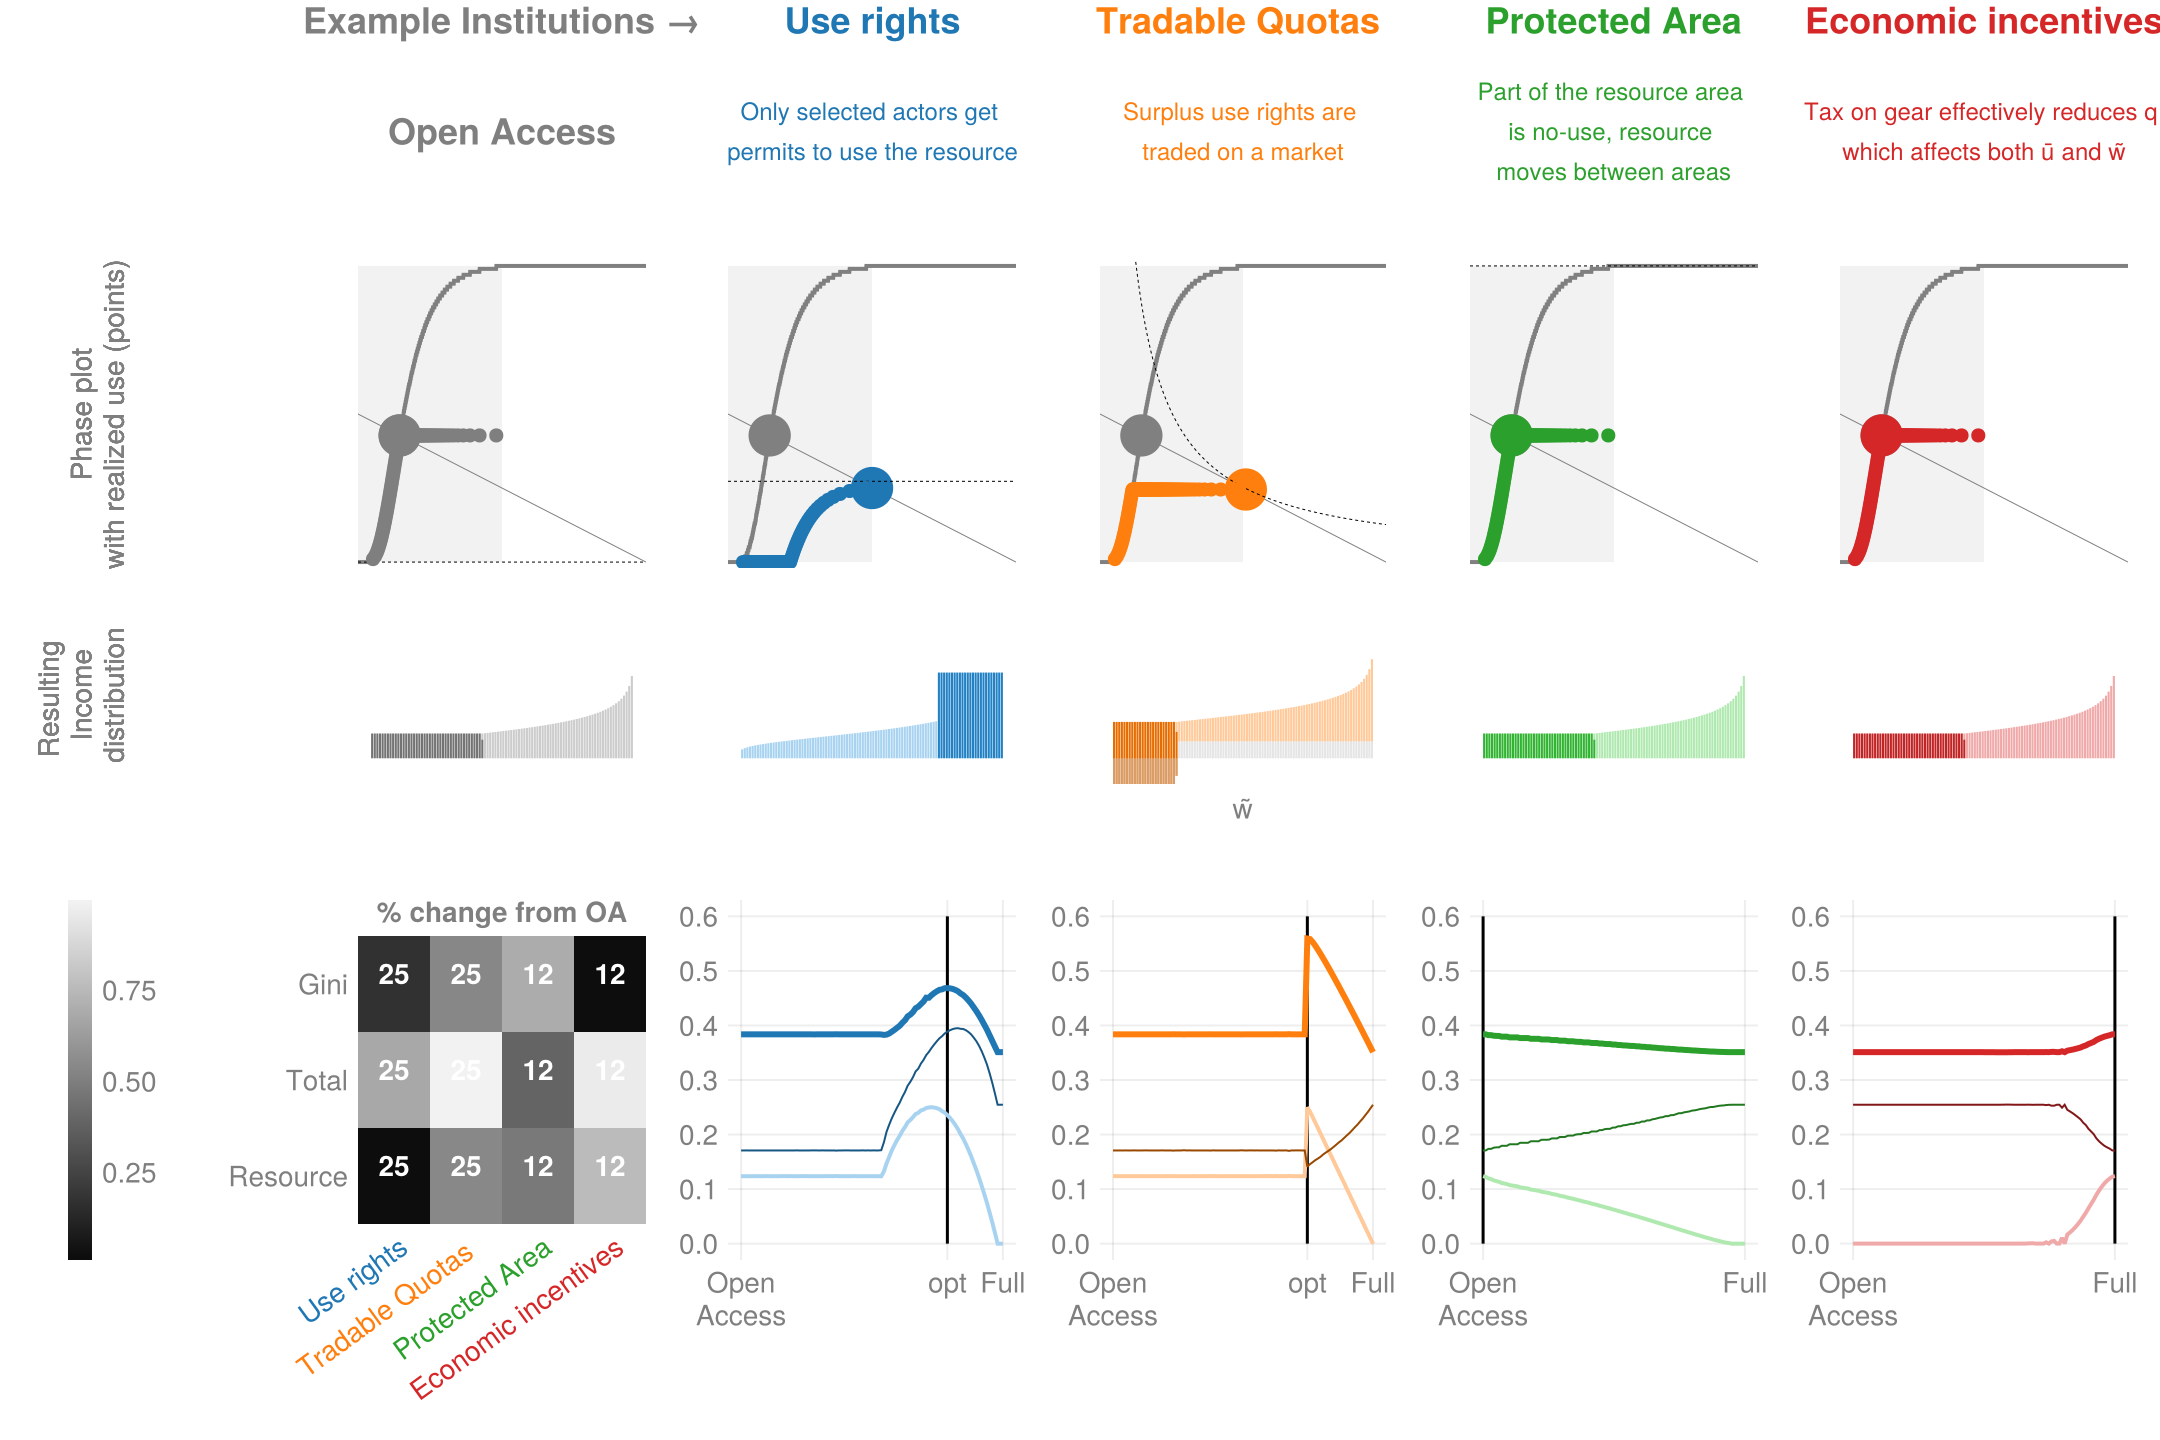 Example Institutions →
Use rights
Tradable Quotas
Protected Area
Economic incentives
Open Access
Only selected actors get
permits to use the resource
Surplus use rights are
traded on a market
Part of the resource area
is no-use, resource
moves between areas
Tax on gear effectively reduces q
which affects both ū and w̃
Phase plot
with realized use (points)
Resulting
Income
distribution
w̃
0.75
0.50
0.25
% change from OA
Gini
25 25 12 12
Total
25 25 12 12
Resource
25 25 12 12
Use rights
Tradable Quotas
Protected Area
Economic incentives
0.6
0.5
0.4
0.3
0.2
0.1
0.0
Open
Access
opt
Full
0.6
0.5
0.4
0.3
0.2
0.1
0.0
Open
Access
opt
Full
0.6
0.5
0.4
0.3
0.2
0.1
0.0
Open
Access
Full
0.6
0.5
0.4
0.3
0.2
0.1
0.0
Open
Access
Full